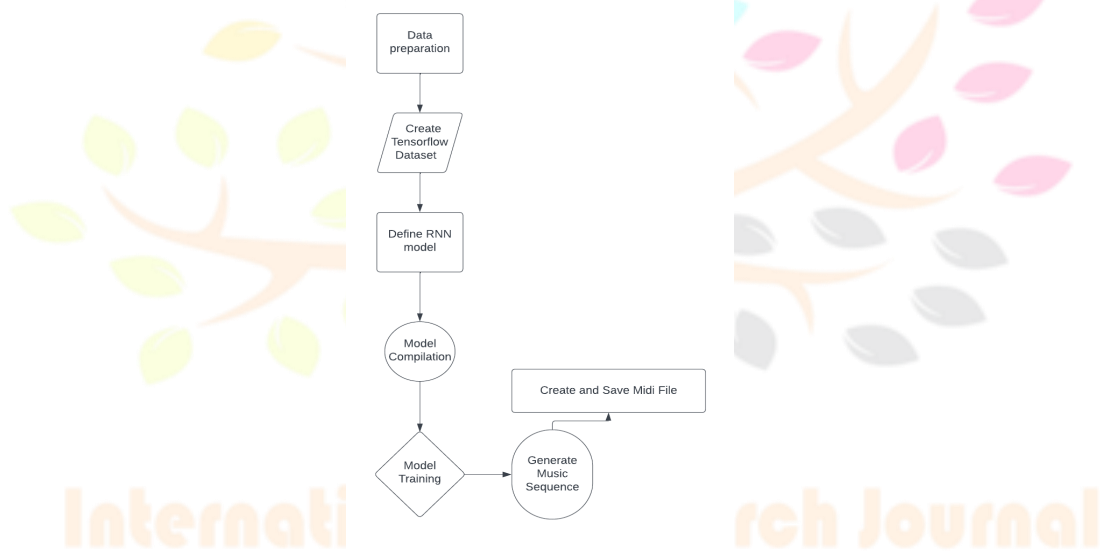 Data
preparation
Create
Tensorflow
Dataset
Define RNN
model
Model
Compilation
Model
Training
Generate
Music
Sequence
Create and Save Midi File
Internati
rch Journal